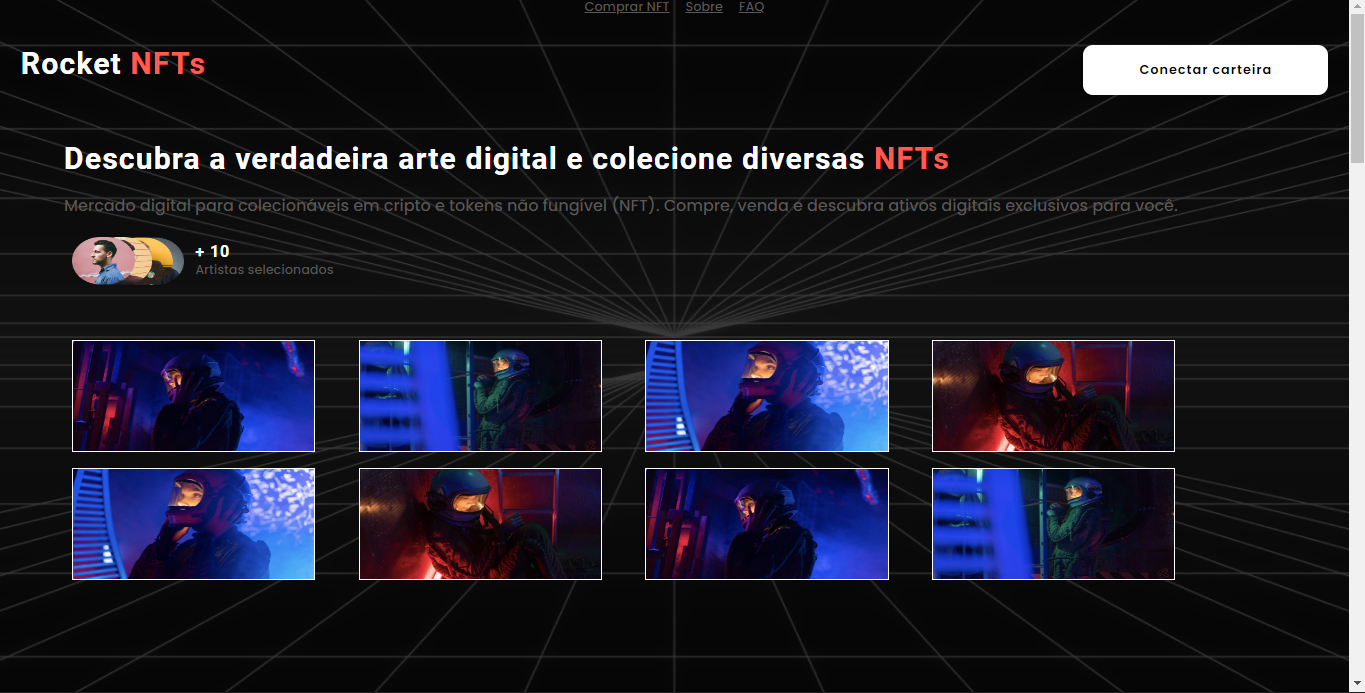 Comprar NFT Sobre FAQ
Rocket NFTs
Conectar carteira
Descubra a verdadeira arte digital e colecione diversas NFTs
Mercado digital para colecionáveis em cripto e tokens não fungível (NFT). Compre, venda e descubra ativos digitais exclusivos para você.
+ 10
Artistas selecionados